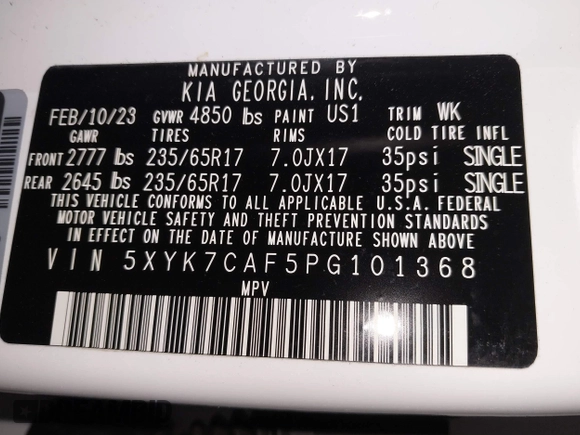 MANUFACTURED BY
KIA GEORGIA, INC.
FEB/10/23 GVWR 4850 lbs PAINT US1 TRIM WK
GAWR TIRES RIMS COLD TIRE INFL
FRONT 2777 lbs 235/65R17 7.0JX17 35psi SINGLE
REAR 2645 lbs 235/65R17 7.0JX17 35psi SINGLE
THIS VEHICLE CONFORMS TO ALL APPLICABLE U.S.A. FEDERAL
MOTOR VEHICLE SAFETY AND THEFT PREVENTION STANDARDS
IN EFFECT ON THE DATE OF MANUFACTURE SHOWN ABOVE
VIN 5XYK7CAF5PG101368
MPV